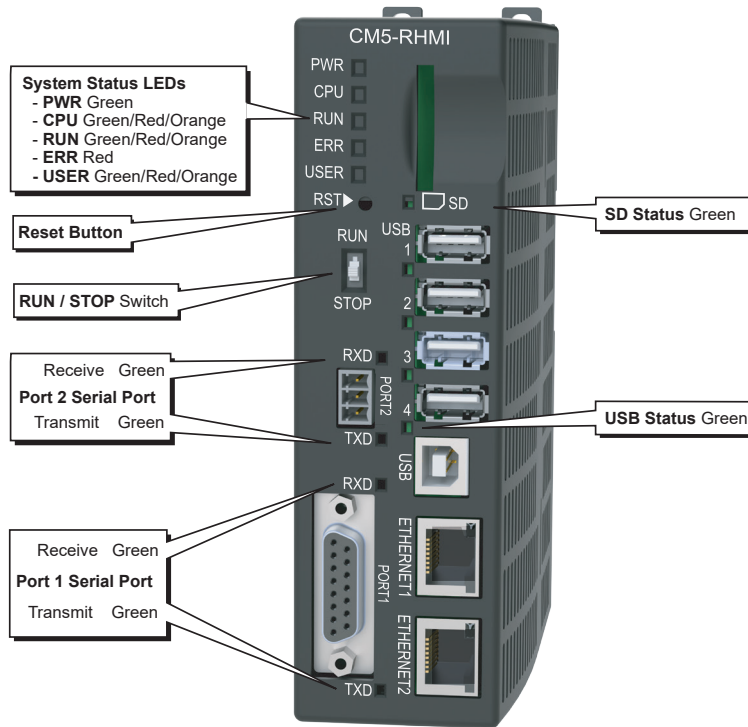 CM5-RHMI
PWR
CPU
RUN
ERR
USER
RST
SD
System Status LEDs
- PWR Green
- CPU Green/Red/Orange
- RUN Green/Red/Orange
- ERR Red
- USER Green/Red/Orange
Reset Button
RUN / STOP Switch
RUN
STOP
USB
1
2
3
4
SD Status Green
USB Status Green
Receive Green
Port 2 Serial Port
Transmit Green
RXD
PORT2
TXD
USB
RXD
PORT1
TXD
Receive Green
Port 1 Serial Port
Transmit Green
ETHERNET1
ETHERNET2